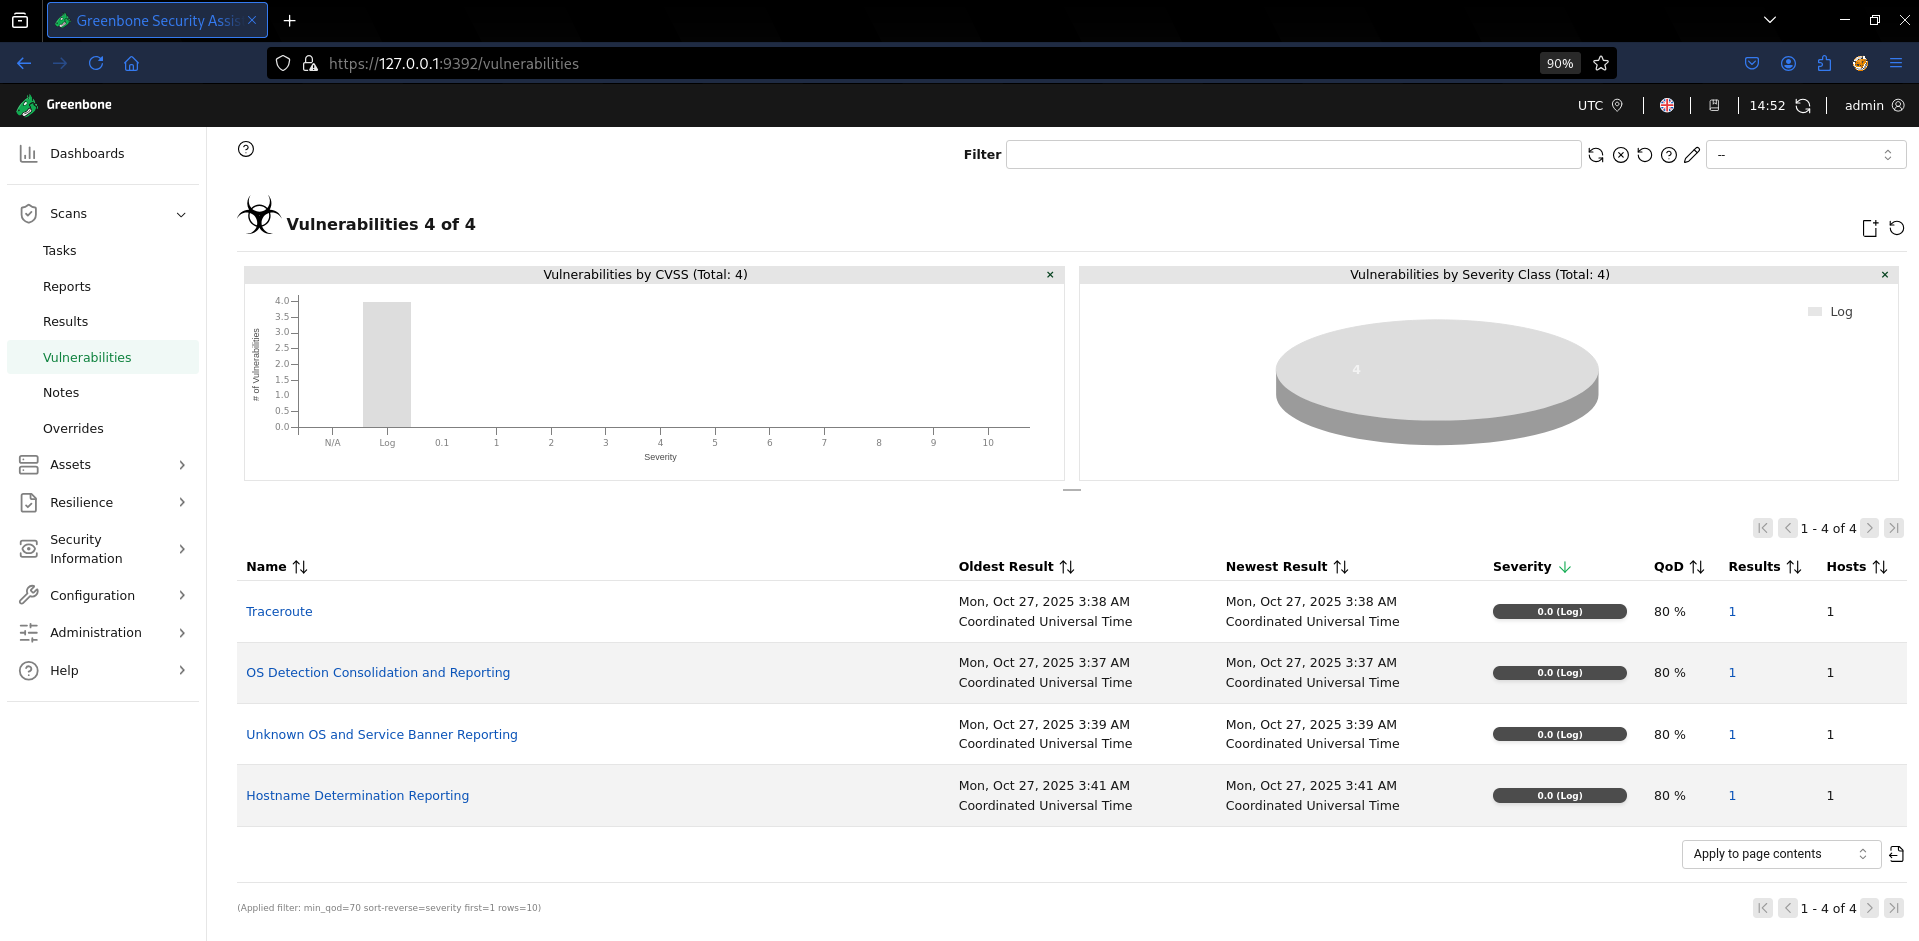 Greenbone Security Assis
https://127.0.0.1:9392/vulnerabilities
90%
Greenbone
UTC
14:52
admin
Dashboards
Scans
Tasks
Reports
Results
Vulnerabilities
Notes
Overrides
Assets
Resilience
Security
Information
Configuration
Administration
Help
Filter
--
Vulnerabilities 4 of 4
Vulnerabilities by CVSS (Total: 4)
×
# of Vulnerabilities
4.0
3.5
3.0
2.5
2.0
1.5
1.0
0.5
0.0
N/A Log 0.1 1 2 3 4 5 6 7 8 9 10
Severity
Vulnerabilities by Severity Class (Total: 4)
×
Log
4
1 - 4 of 4
Name Oldest Result Newest Result Severity QoD Results Hosts
Traceroute
Mon, Oct 27, 2025 3:38 AM
Coordinated Universal Time
Mon, Oct 27, 2025 3:38 AM
Coordinated Universal Time
0.0 (Log)
80 %
1
1
OS Detection Consolidation and Reporting
Mon, Oct 27, 2025 3:37 AM
Coordinated Universal Time
Mon, Oct 27, 2025 3:37 AM
Coordinated Universal Time
0.0 (Log)
80 %
1
1
Unknown OS and Service Banner Reporting
Mon, Oct 27, 2025 3:39 AM
Coordinated Universal Time
Mon, Oct 27, 2025 3:39 AM
Coordinated Universal Time
0.0 (Log)
80 %
1
1
Hostname Determination Reporting
Mon, Oct 27, 2025 3:41 AM
Coordinated Universal Time
Mon, Oct 27, 2025 3:41 AM
Coordinated Universal Time
0.0 (Log)
80 %
1
1
Apply to page contents
(Applied filter: min_qod=70 sort-reverse=severity first=1 rows=10)
1 - 4 of 4